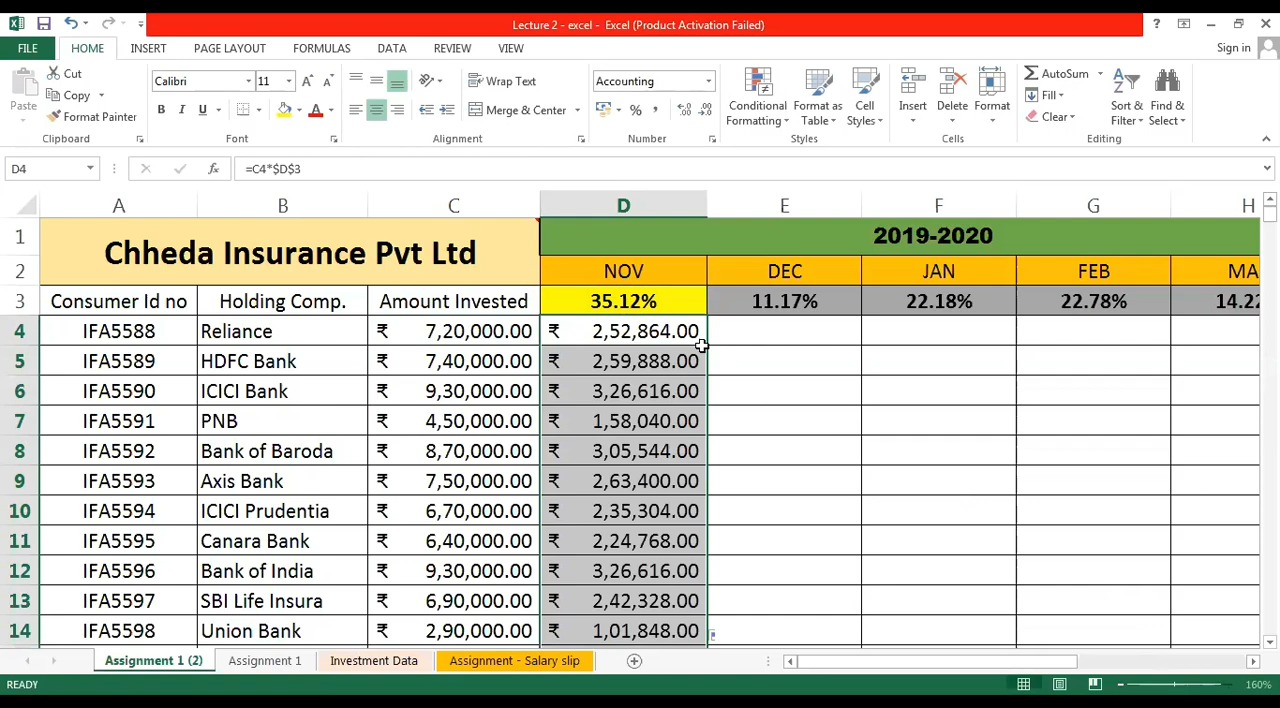 Lecture 2 - excel - Excel (Product Activation Failed)
?
FILE HOME INSERT PAGE LAYOUT FORMULAS DATA REVIEW VIEW Sign in
Paste Cut Copy Format Painter
Clipboard
Calibri 11
B I U
Font
Wrap Text
Merge & Center
Alignment
Accounting
% ,
Number
Conditional Formatting Format as Table Cell Styles
Styles
Insert Delete Format
Cells
AutoSum
Fill
Clear
Sort & Filter Find & Select
Editing
D4 fx =C4*$D$3
A B C D E F G H
1 Chheda Insurance Pvt Ltd 2019-2020
2 NOV DEC JAN FEB MA
3 Consumer Id no Holding Comp. Amount Invested 35.12% 11.17% 22.18% 22.78% 14.22
4 IFA5588 Reliance ₹ 7,20,000.00 ₹ 2,52,864.00
5 IFA5589 HDFC Bank ₹ 7,40,000.00 ₹ 2,59,888.00
6 IFA5590 ICICI Bank ₹ 9,30,000.00 ₹ 3,26,616.00
7 IFA5591 PNB ₹ 4,50,000.00 ₹ 1,58,040.00
8 IFA5592 Bank of Baroda ₹ 8,70,000.00 ₹ 3,05,544.00
9 IFA5593 Axis Bank ₹ 7,50,000.00 ₹ 2,63,400.00
10 IFA5594 ICICI Prudentia ₹ 6,70,000.00 ₹ 2,35,304.00
11 IFA5595 Canara Bank ₹ 6,40,000.00 ₹ 2,24,768.00
12 IFA5596 Bank of India ₹ 9,30,000.00 ₹ 3,26,616.00
13 IFA5597 SBI Life Insura ₹ 6,90,000.00 ₹ 2,42,328.00
14 IFA5598 Union Bank ₹ 2,90,000.00 ₹ 1,01,848.00
Assignment 1 (2) Assignment 1 Investment Data Assignment - Salary slip
READY 160%